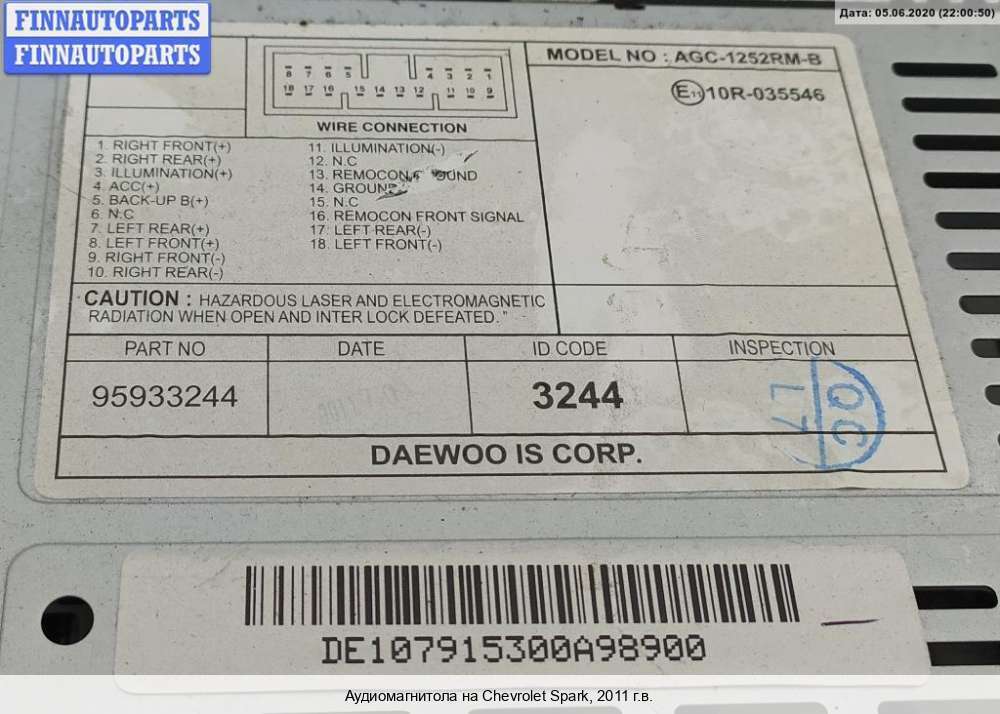 FINNAUTOPARTS
FINNAUTOPARTS
Дата: 05.06.2020 (22:00:50)
8 7 6 5 4 3 2 1
18 17 16 15 14 13 12 11 10 9
WIRE CONNECTION
MODEL NO : AGC-1252RM-B
E11 10R-035546
1. RIGHT FRONT(+)
2. RIGHT REAR(+)
3. ILLUMINATION(+)
4. ACC(+)
5. BACK-UP B(+)
6. N.C
7. LEFT REAR(+)
8. LEFT FRONT(+)
9. RIGHT FRONT(-)
10. RIGHT REAR(-)
11. ILLUMINATION(-)
12. N.C
13. REMOCON
14. GROUND
15. N.C
16. REMOCON FRONT SIGNAL
17. LEFT REAR(-)
18. LEFT FRONT(-)
CAUTION : HAZARDOUS LASER AND ELECTROMAGNETIC
RADIATION WHEN OPEN AND INTER LOCK DEFEATED."
PART NO DATE ID CODE INSPECTION
95933244 3244
QC
L7
DAEWOO IS CORP.
DE107915300A98900
Аудиомагнитола на Chevrolet Spark, 2011 г.в.